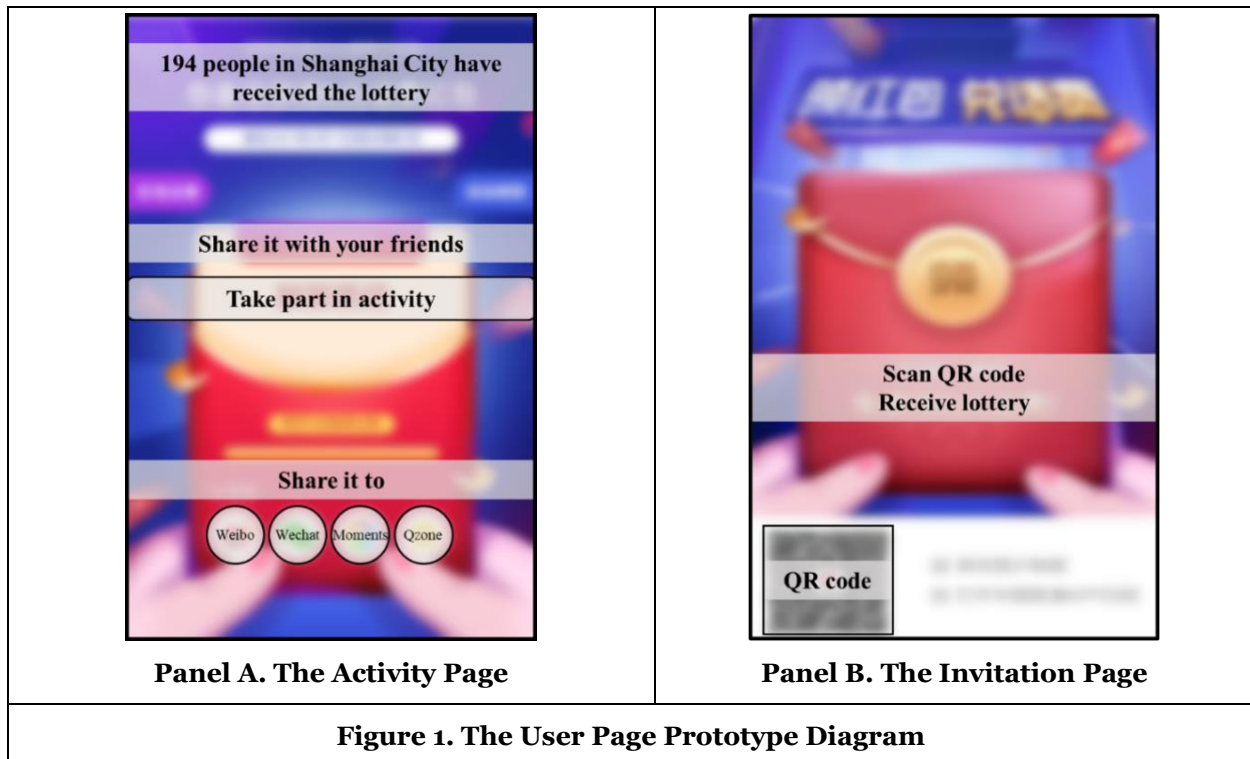 194 people in Shanghai City have
received the lottery
Share it with your friends
Take part in activity
Share it to
Weibo
Wechat
Moments
Qzone
Panel A. The Activity Page
Scan QR code
Receive lottery
QR code
Panel B. The Invitation Page
Figure 1. The User Page Prototype Diagram